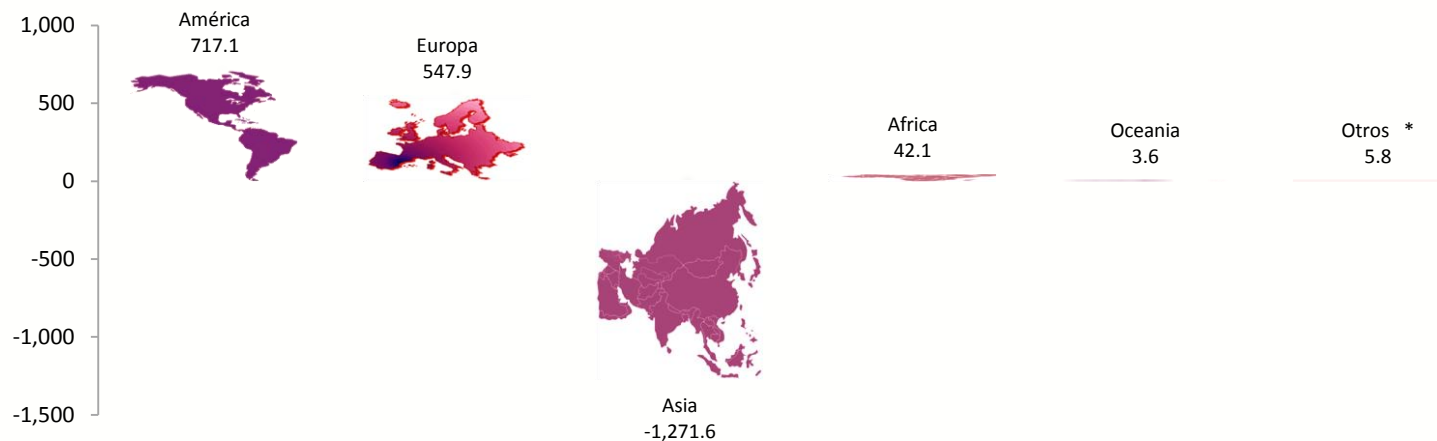 1,000
500
0
-500
-1,000
-1,500
América
717.1
Europa
547.9
Asia
-1,271.6
Africa
42.1
Oceania
3.6
Otros *
5.8